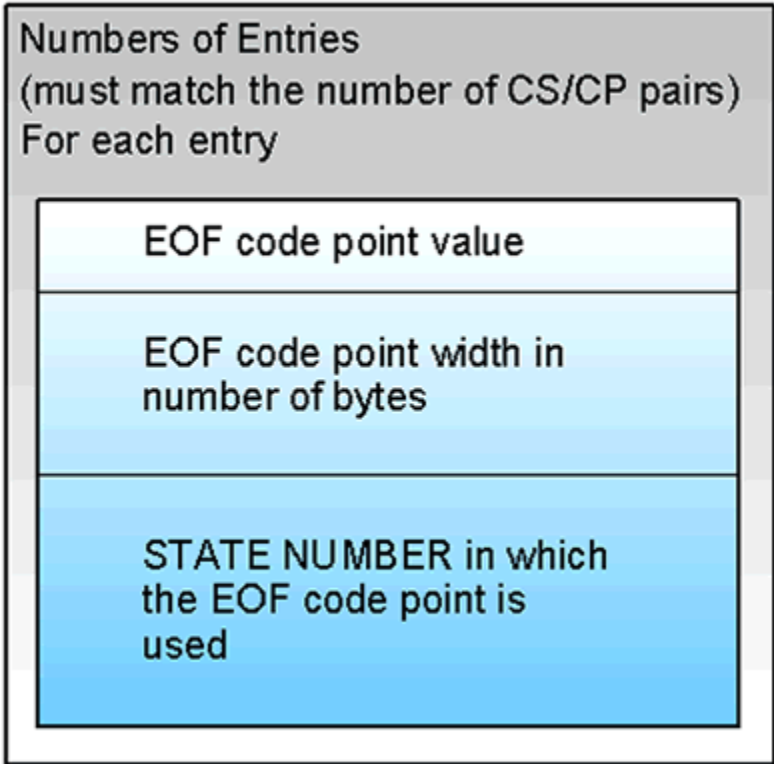 Numbers of Entries
(must match the number of CS/CP pairs)
For each entry
EOF code point value
EOF code point width in
number of bytes
STATE NUMBER in which
the EOF code point is
used